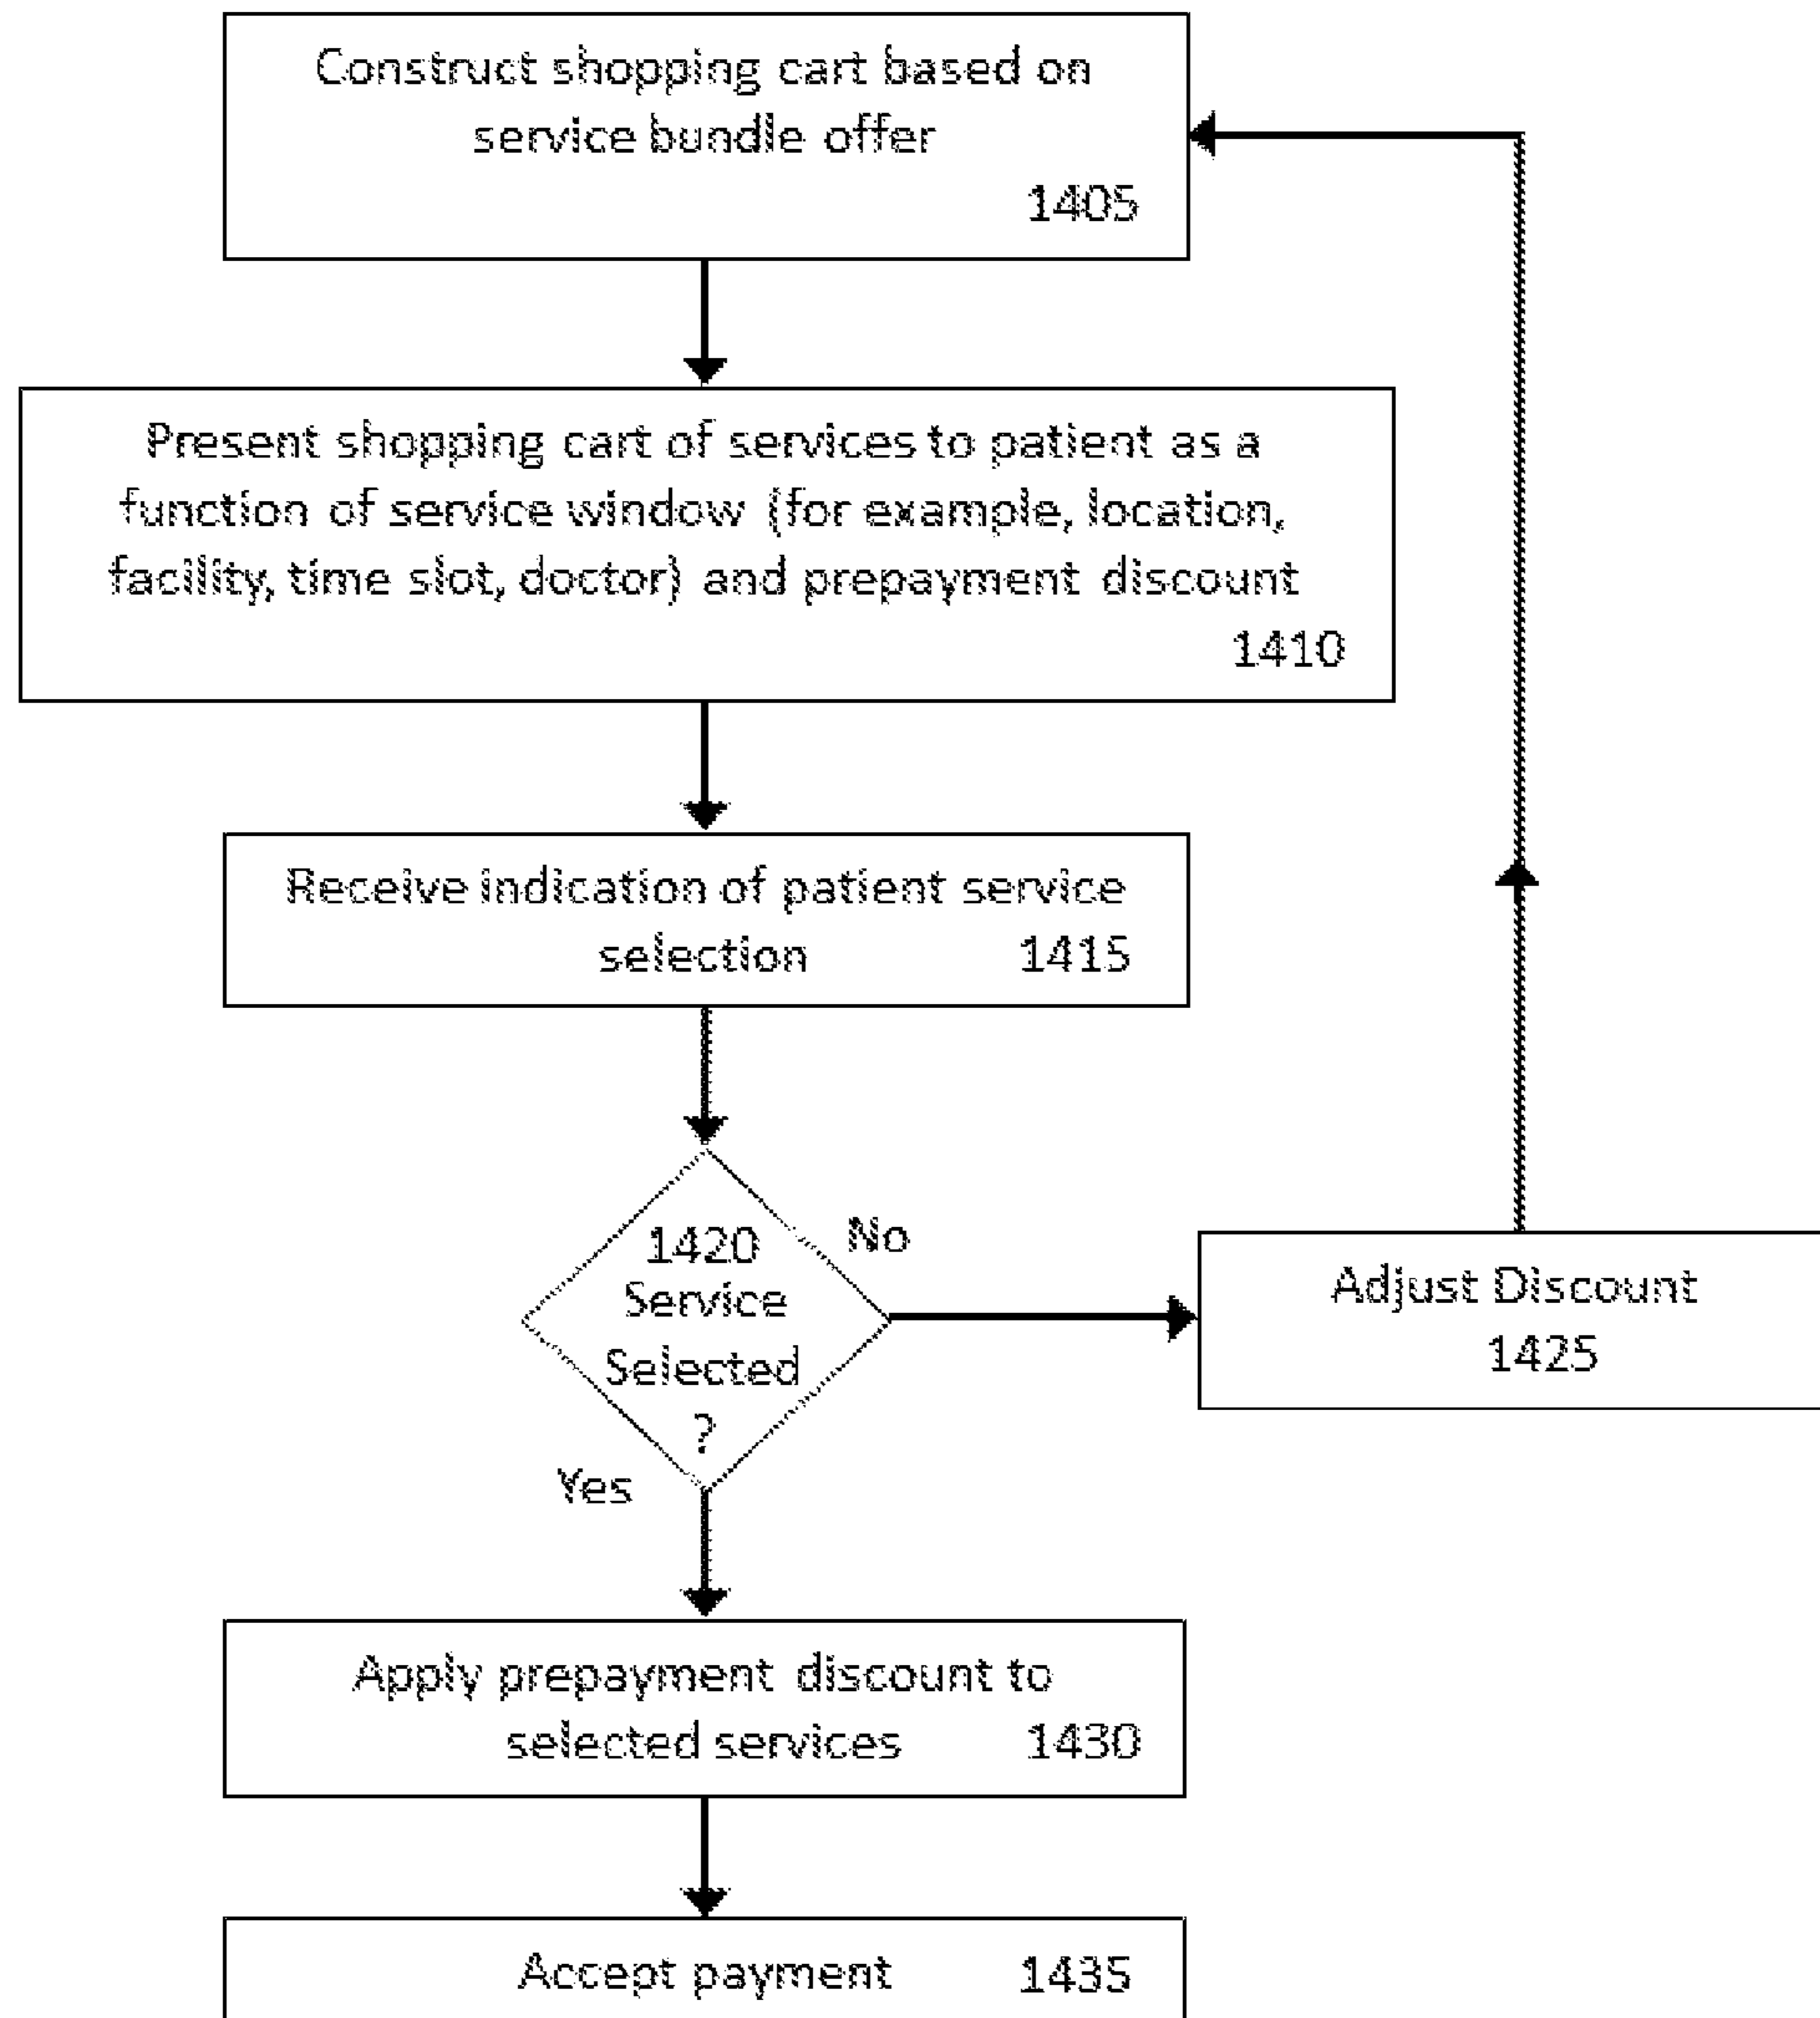 Construct shopping cart based on
service bundle offer
1405
Present shopping cart of services to patient as a
function of service window (for example, location,
facility, time slot, doctor) and prepayment discount
1410
Receive indication of patient service
selection 1415
1420
Service
Selected
?
No
Adjust Discount
1425
Yes
Apply prepayment discount to
selected services 1430
Accept payment 1435